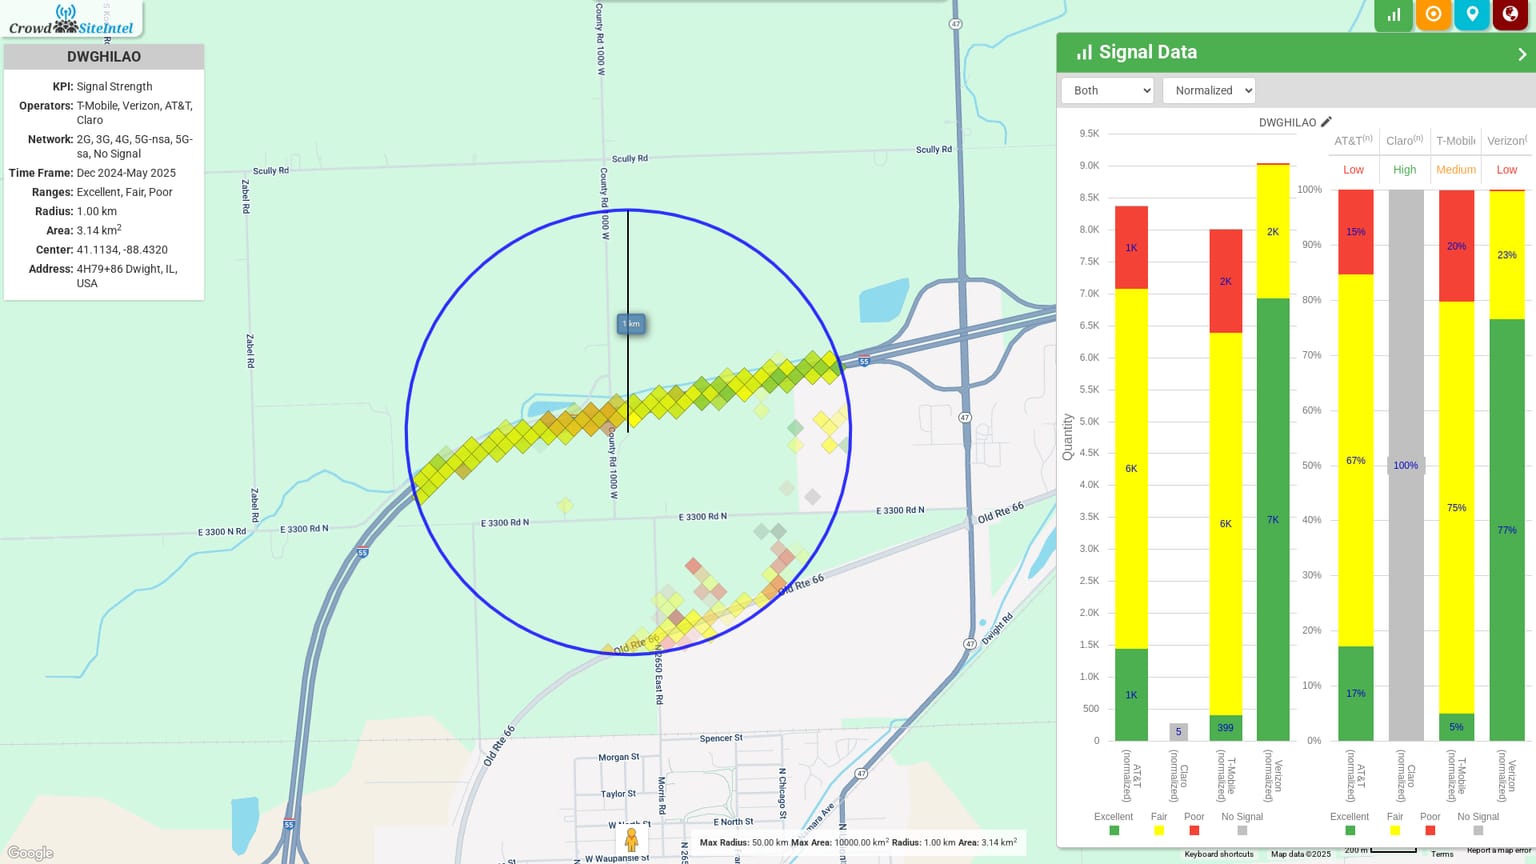 Crowd SiteIntel
DWGHILAO
KPI: Signal Strength
Operators: T-Mobile, Verizon, AT&T,
Claro
Network: 2G, 3G, 4G, 5G-nsa, 5G-
sa, No Signal
Time Frame: Dec 2024-May 2025
Ranges: Excellent, Fair, Poor
Radius: 1.00 km
Area: 3.14 km²
Center: 41.1134, -88.4320
Address: 4H79+86 Dwight, IL,
USA
County Rd 1000 W
47
Scully Rd
Scully Rd
Scully Rd
Zabel Rd
County Rd 1000 W
1 km
55
Zabel Rd
47
County Rd 1000 W
Zabel Rd
E 3300 N Rd
E 3300 Rd N
E 3300 Rd N
E 3300 Rd N
E 3300 Rd N
Old Rte 66
55
Old Rte 66
Old Rte 66
47
Dwight Rd
N 2650 East Rd
Old Rte 66
Spencer St
Morgan St
47
Taylor St
Morris Rd
N Chicago St
E North St
W North St
W Waupansie St
55
Google
Max Radius: 50.00 km Max Area: 10000.00 km² Radius: 1.00 km Area: 3.14 km²
Signal Data
Both
Normalized
DWGHILAO
9.5K
9.0K
8.5K
8.0K
7.5K
7.0K
6.5K
6.0K
5.5K
5.0K
4.5K
4.0K
3.5K
3.0K
2.5K
2.0K
1.5K
1.0K
500
0
Quantity
1K
6K
1K
5
2K
6K
399
2K
7K
AT&T
(normalized)
Claro
(normalized)
T-Mobile
(normalized)
Verizon
(normalized)
Excellent
Fair
Poor
No Signal
AT&T(n)
Claro(n)
T-Mobile
Verizon(
Low
High
Medium
Low
100%
90%
80%
70%
60%
50%
40%
30%
20%
10%
0%
15%
67%
17%
100%
20%
75%
5%
23%
77%
AT&T
(normalized)
Claro
(normalized)
T-Mobile
(normalized)
Verizon
(normalized)
Excellent
Fair
Poor
No Signal
Keyboard shortcuts
Map data ©2025
200 m
Terms
Report a map error